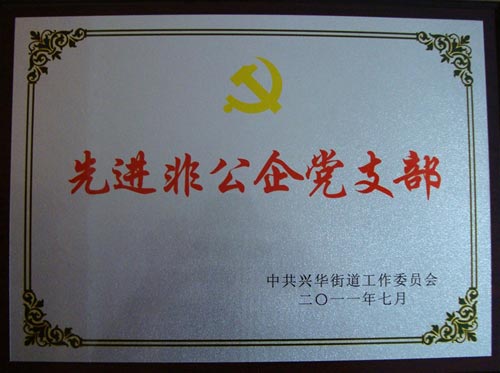 先进非公企党支部
中共兴华街道工作委员会
二〇一一年七月